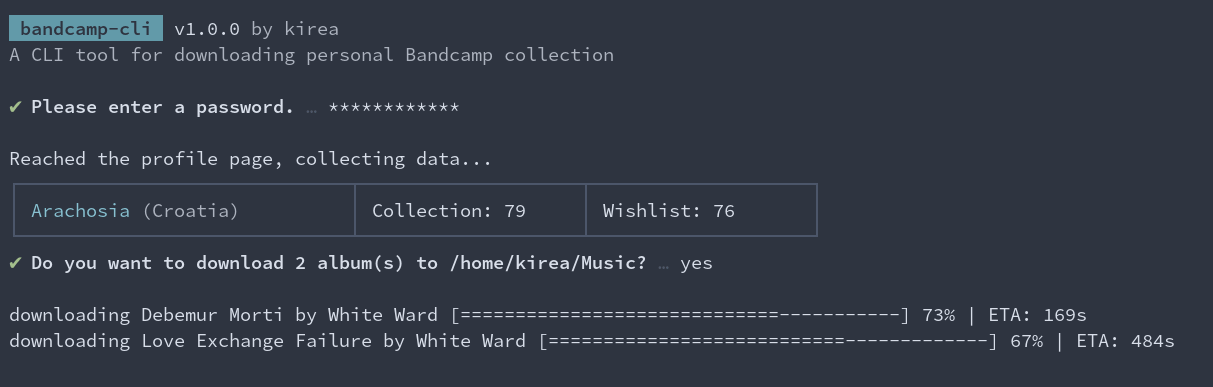 bandcamp-cli v1.0.0 by kirea
A CLI tool for downloading personal Bandcamp collection
✔ Please enter a password. … ************
Reached the profile page, collecting data...
Arachosia (Croatia) Collection: 79 Wishlist: 76
✔ Do you want to download 2 album(s) to /home/kirea/Music? … yes
downloading Debemur Morti by White Ward [=============================-----------] 73% | ETA: 169s
downloading Love Exchange Failure by White Ward [===========================-------------] 67% | ETA: 484s